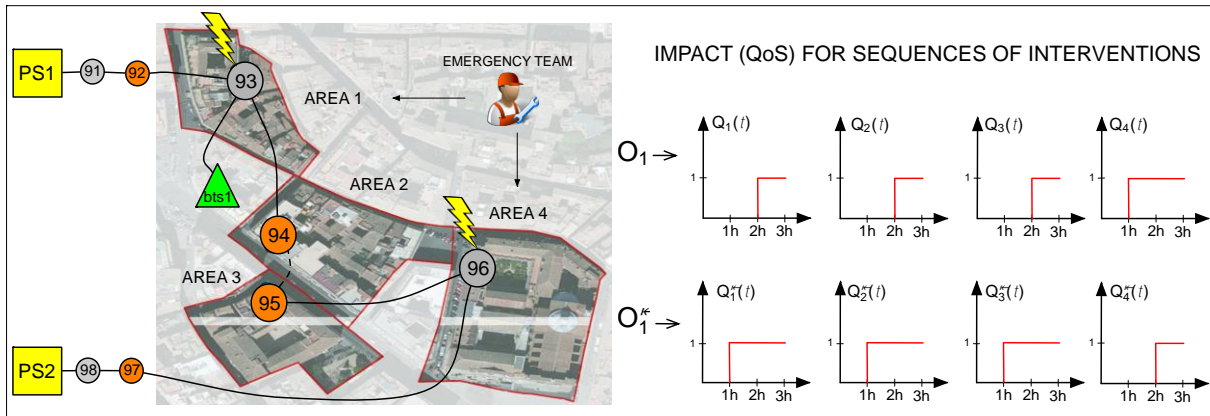 IMPACT (QoS) FOR SEQUENCES OF INTERVENTIONS
PS1
91
92
93
EMERGENCY TEAM
AREA 1
bts1
AREA 2
AREA 4
94
96
AREA 3
95
PS2
98
97
O₁ →
Q₁(t)
1
1h 2h 3h
Q₂(t)
1
1h 2h 3h
Q₃(t)
1
1h 2h 3h
Q₄(t)
1
1h 2h 3h
O₁* →
Q₁*(t)
1
1h 2h 3h
Q₂*(t)
1
1h 2h 3h
Q₃*(t)
1
1h 2h 3h
Q₄*(t)
1
1h 2h 3h